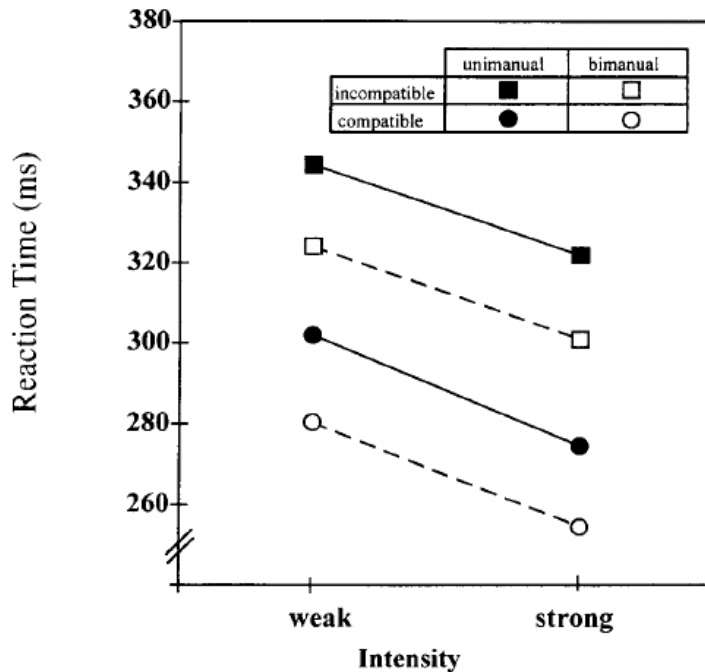 380
360
340
320
300
280
260
Reaction Time (ms)
unimanual bimanual
incompatible
compatible
weak strong
Intensity